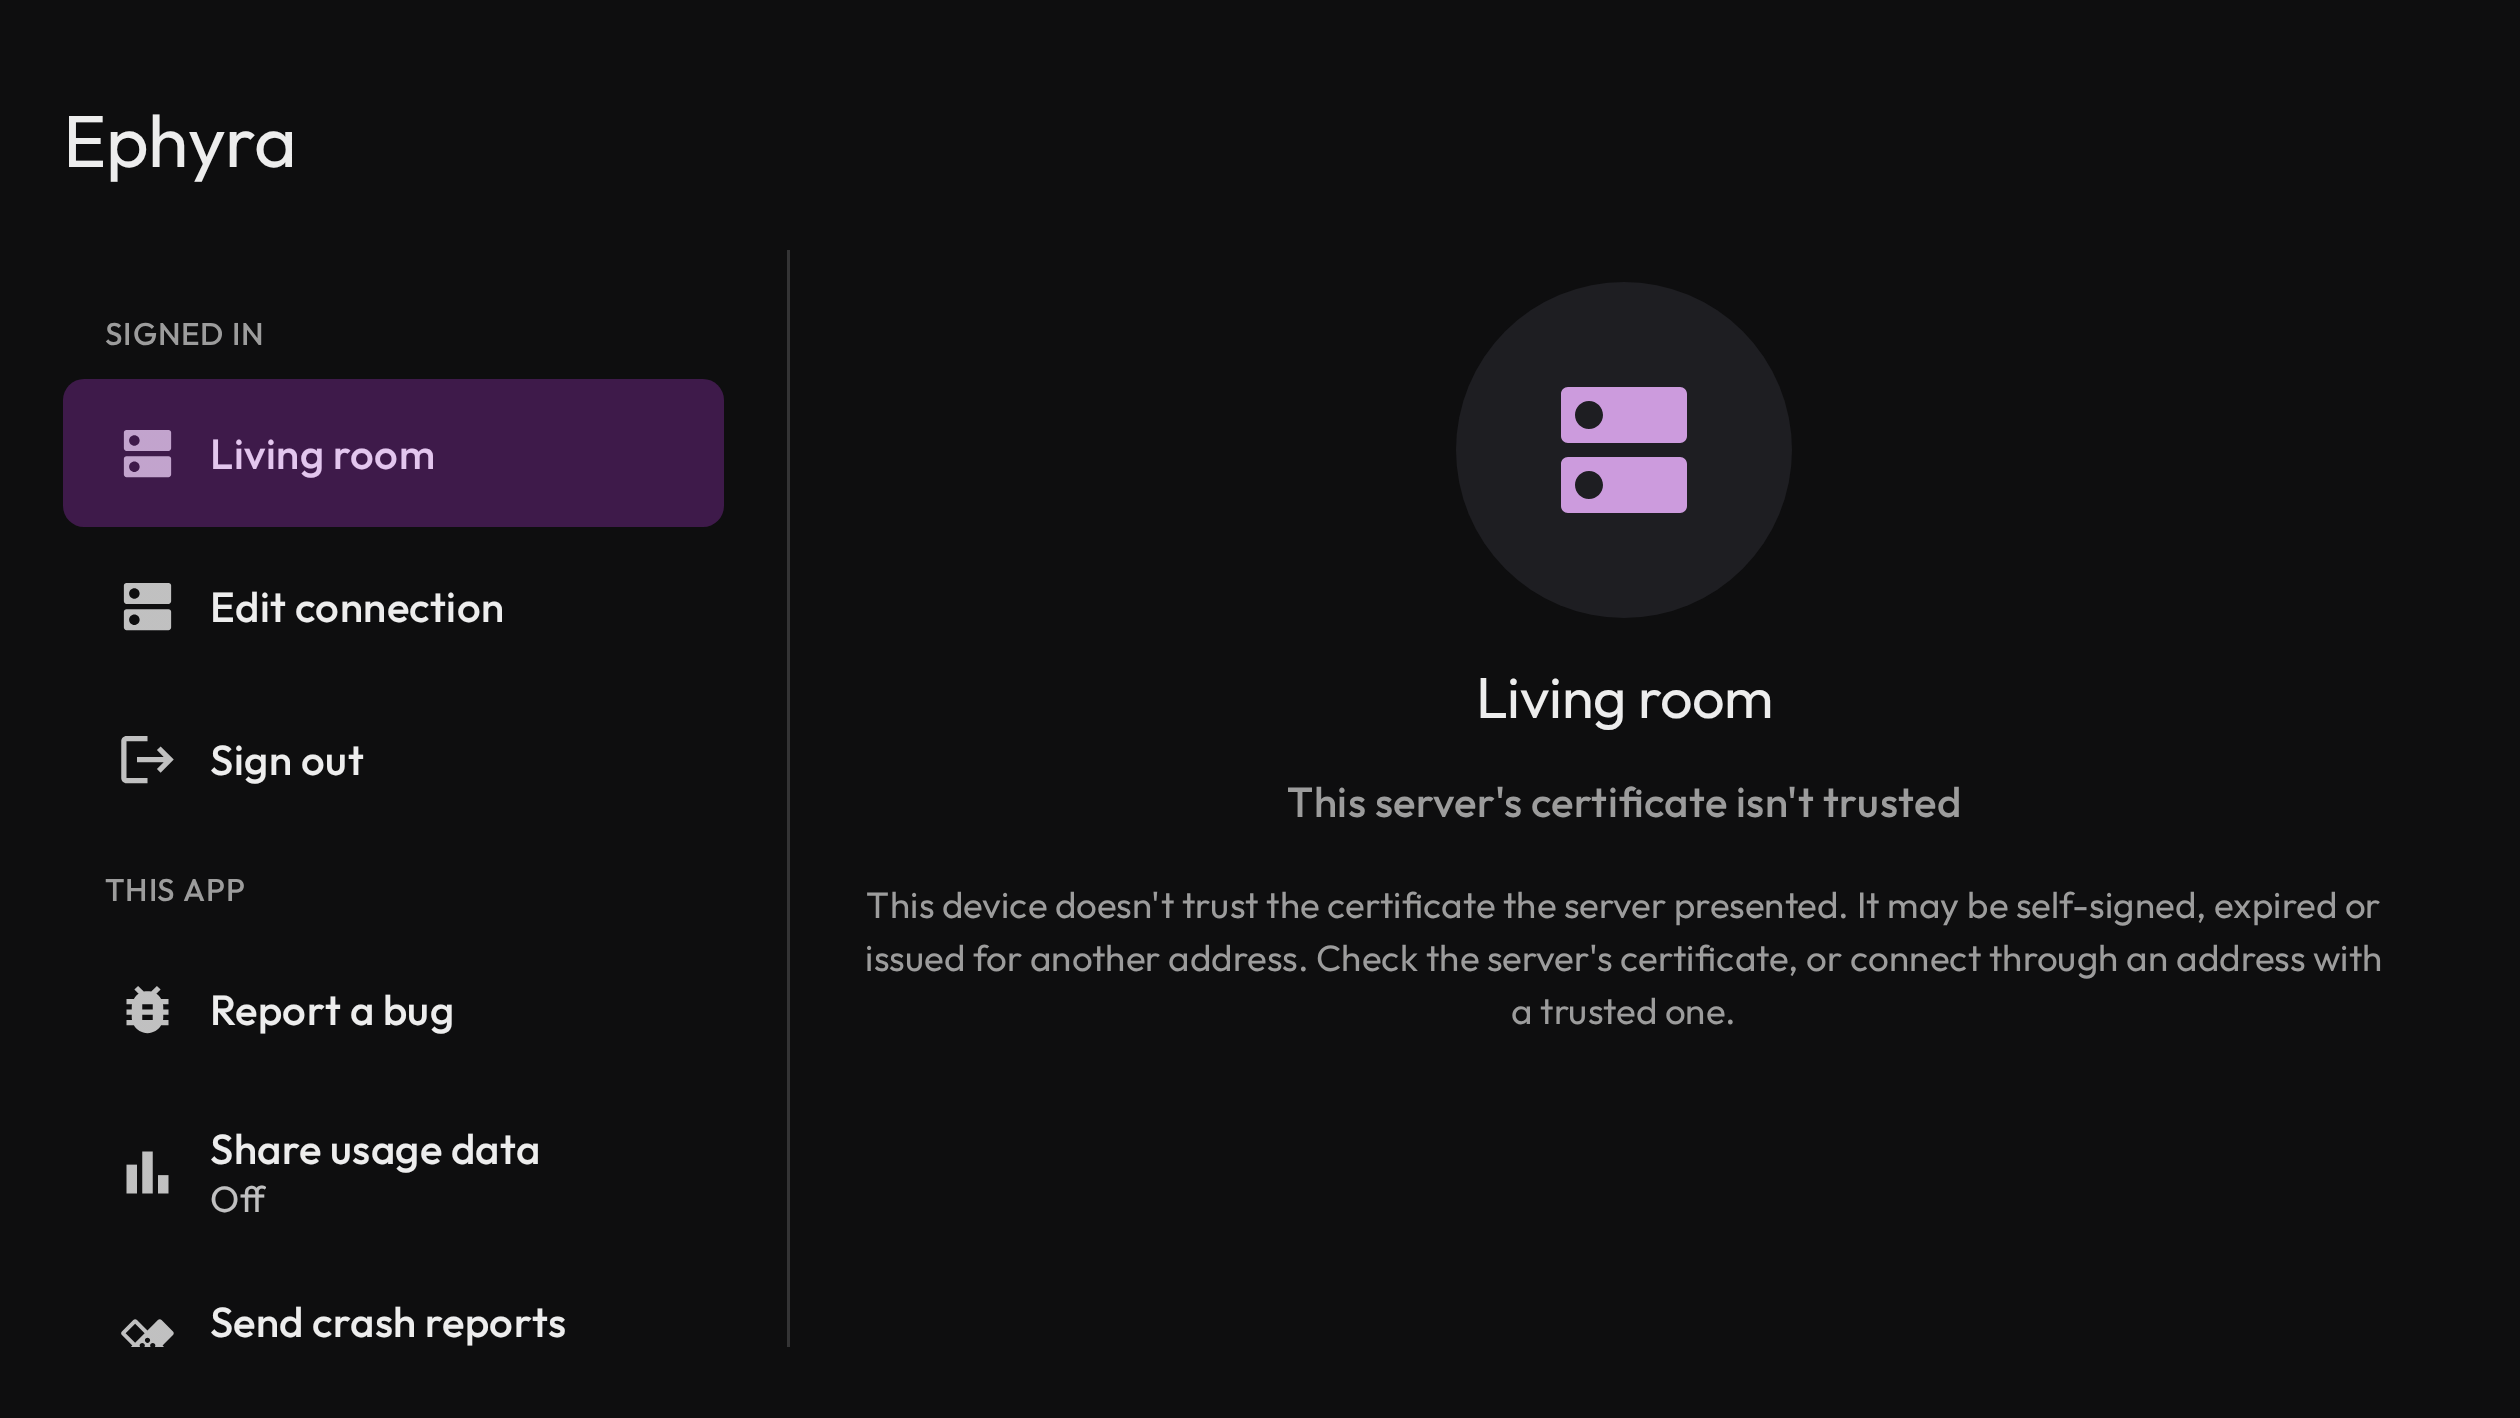 Ephyra
SIGNED IN
Living room
Edit connection
Sign out
THIS APP
Report a bug
Share usage data
Off
Send crash reports
Living room
This server's certificate isn't trusted
This device doesn't trust the certificate the server presented. It may be self-signed, expired or
issued for another address. Check the server's certificate, or connect through an address with
a trusted one.